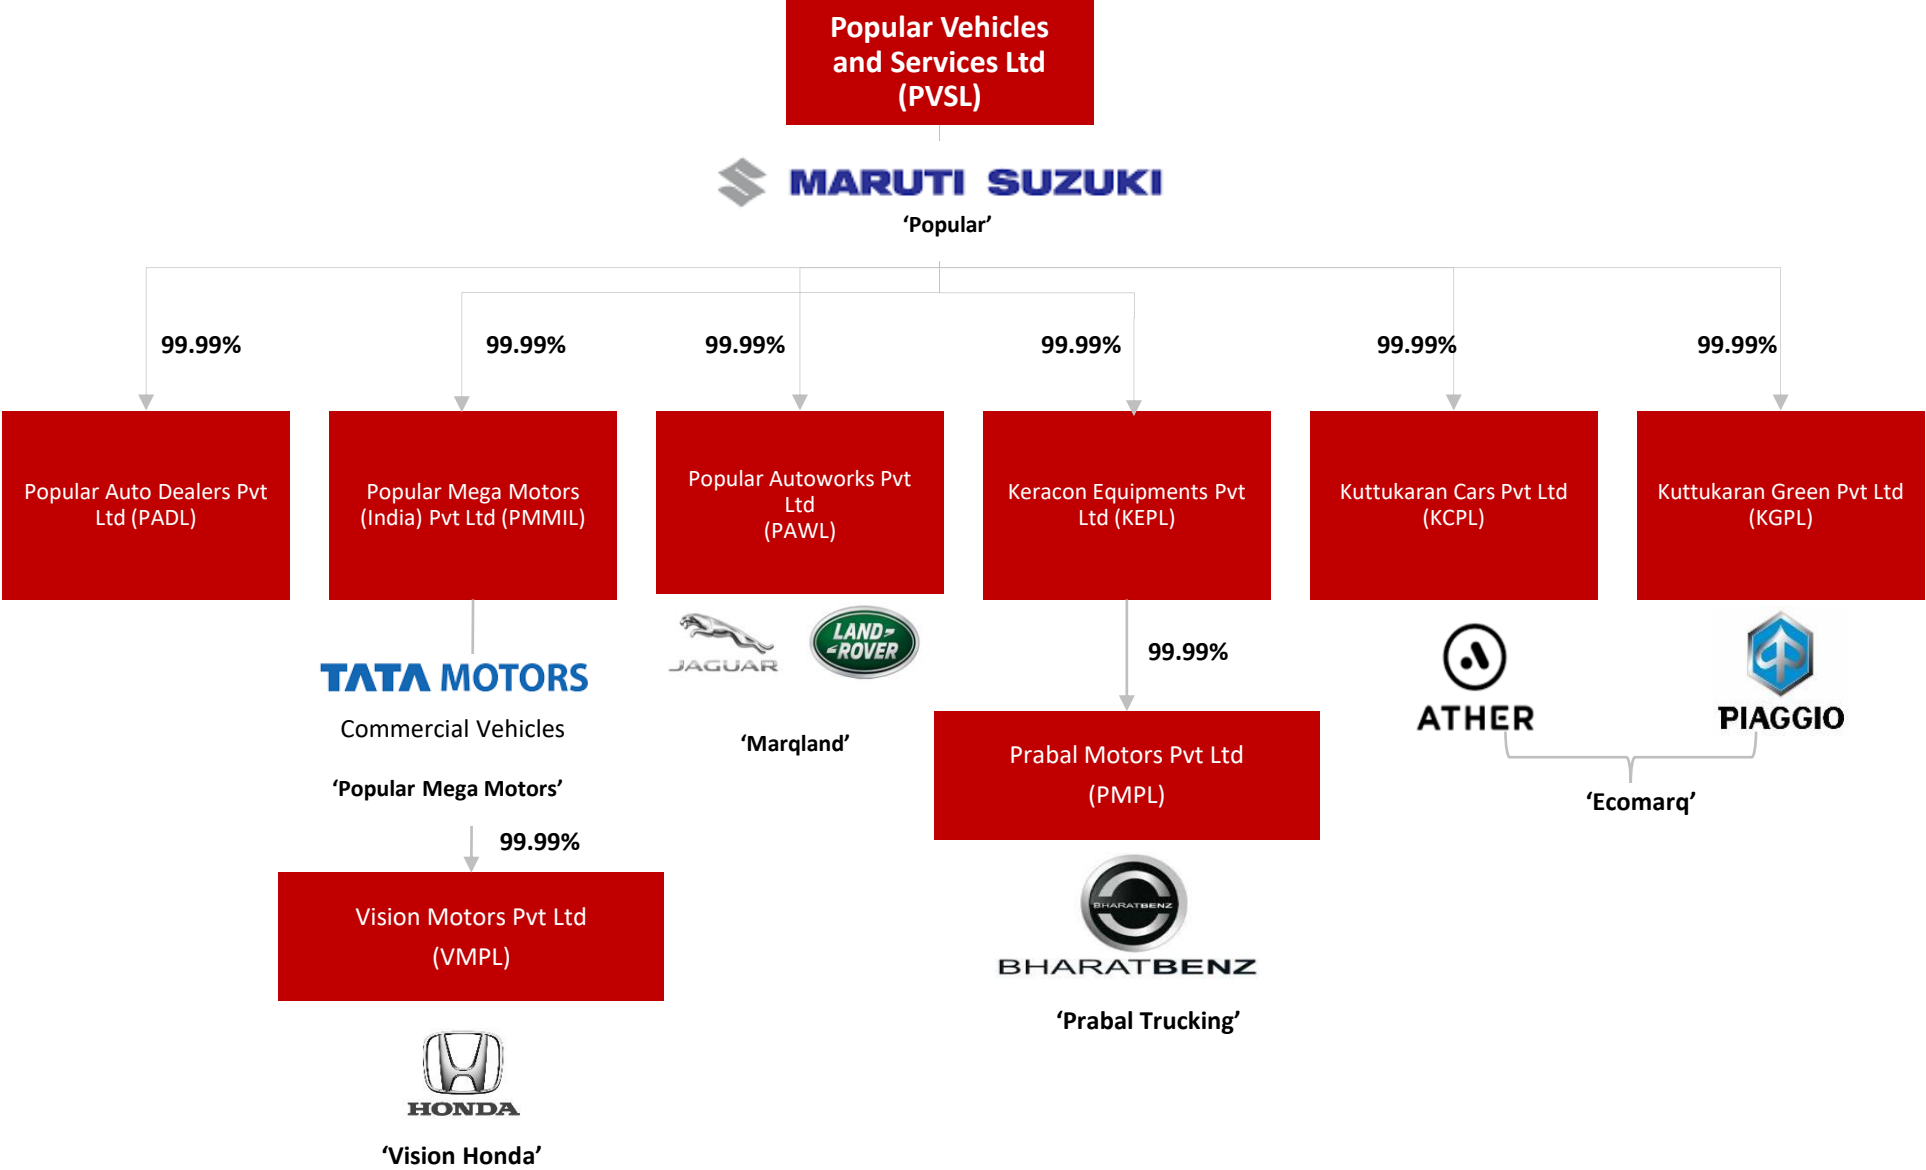 Popular Vehicles
and Services Ltd
(PVSL)
MARUTI SUZUKI
‘Popular’
99.99%
99.99%
99.99%
99.99%
99.99%
99.99%
Popular Auto Dealers Pvt
Ltd (PADL)
Popular Mega Motors
(India) Pvt Ltd (PMMIL)
Popular Autoworks Pvt
Ltd
(PAWL)
Keracon Equipments Pvt
Ltd (KEPL)
Kuttukaran Cars Pvt Ltd
(KCPL)
Kuttukaran Green Pvt Ltd
(KGPL)
TATA MOTORS
Commercial Vehicles
‘Popular Mega Motors’
99.99%
Vision Motors Pvt Ltd
(VMPL)
HONDA
‘Vision Honda’
JAGUAR
LAND-
-ROVER
‘Marqland’
99.99%
Prabal Motors Pvt Ltd
(PMPL)
BHARATBENZ
BHARATBENZ
‘Prabal Trucking’
ATHER
PIAGGIO
‘Ecomarq’